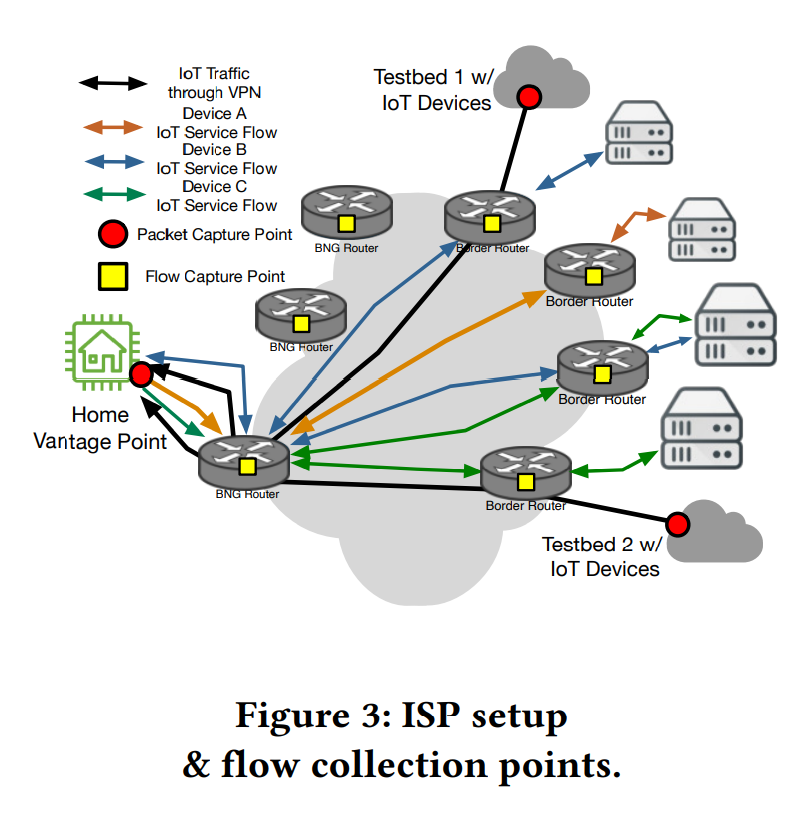 IoT Traffic
through VPN
Device A
IoT Service Flow
Device B
IoT Service Flow
Device C
IoT Service Flow
Packet Capture Point
Flow Capture Point
Testbed 1 w/
IoT Devices
BNG Router
Border Router
Border Router
BNG Router
Border Router
Home
Vantage Point
BNG Router
Border Router
Testbed 2 w/
IoT Devices
Figure 3: ISP setup
& flow collection points.